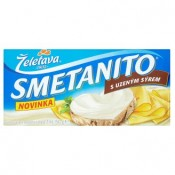 Želetava
SMETANITO
S UZENÝM SÝREM
NOVINKA